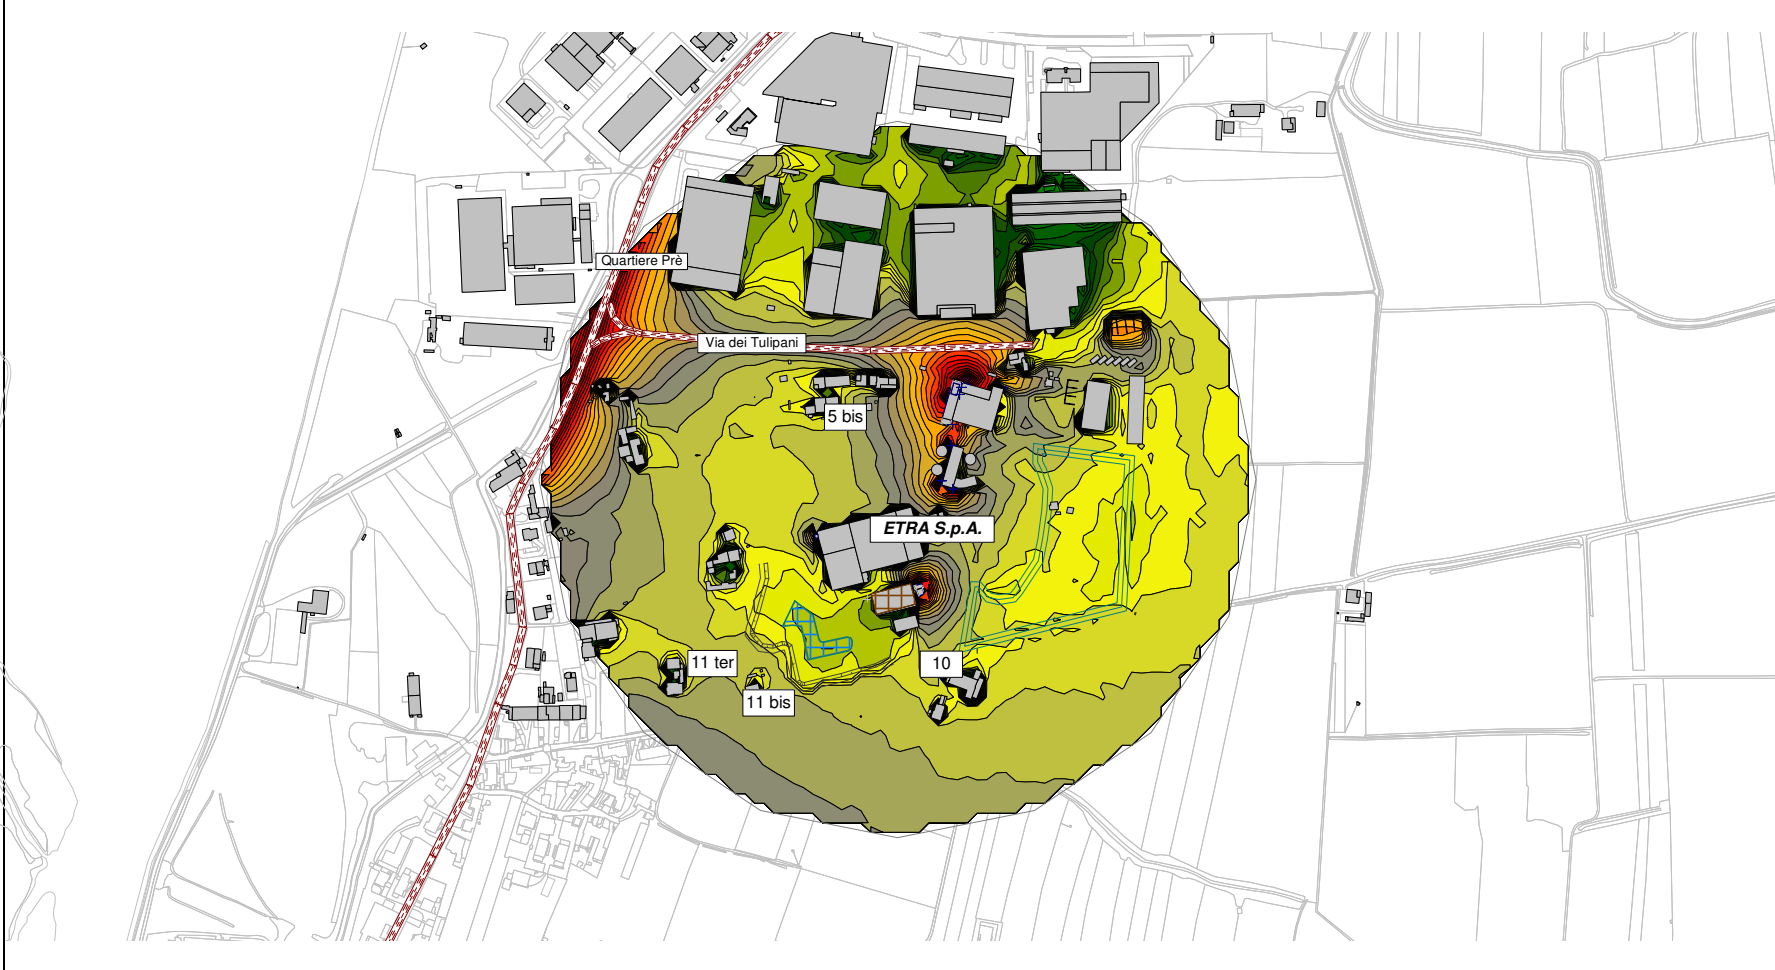 Quartiere Prè
Via dei Tulipani
5 bis
ETRA S.p.A.
11 ter
10
11 bis